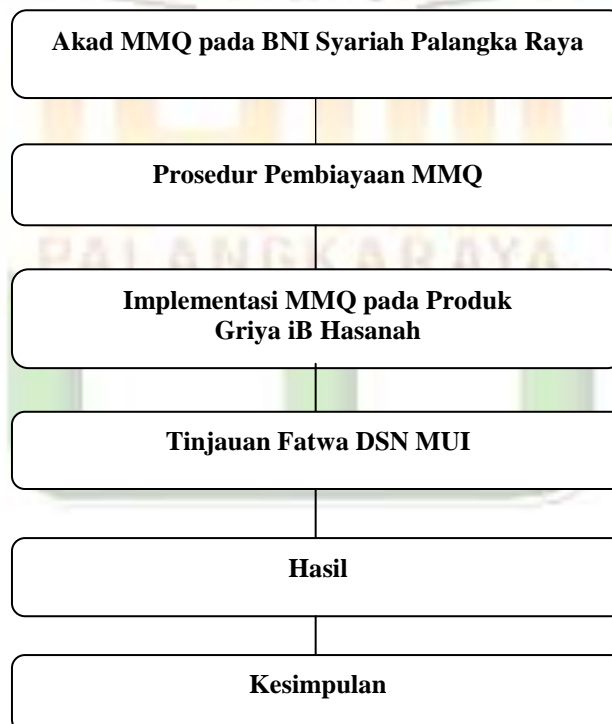 Akad MMQ pada BNI Syariah Palangka Raya
Prosedur Pembiayaan MMQ
PALANGKARAYA
Implementasi MMQ pada Produk
Griya iB Hasanah
Tinjauan Fatwa DSN MUI
Hasil
Kesimpulan